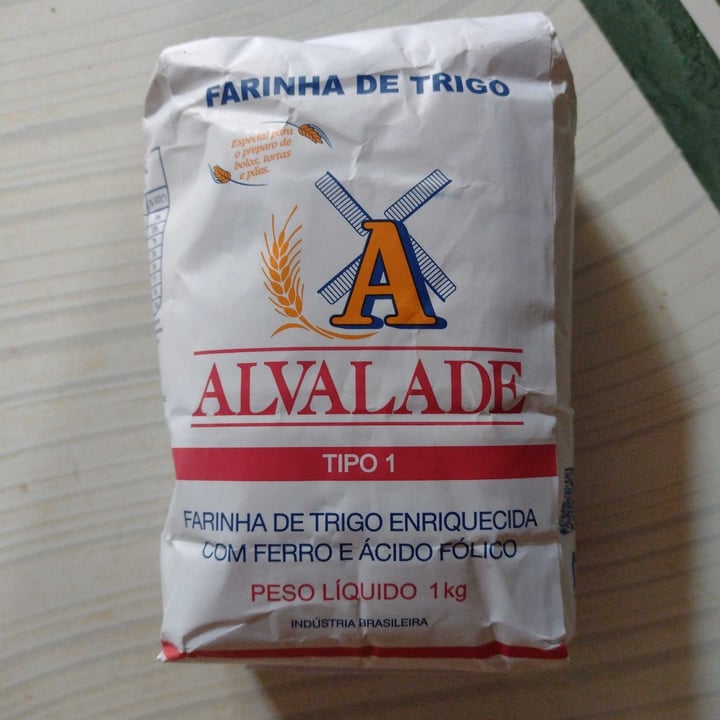 FARINHA DE TRIGO
Especial para
o preparo de
bolos, tortas
e pães.
A
ALVALADE
TIPO 1
FARINHA DE TRIGO ENRIQUECIDA
COM FERRO E ÁCIDO FÓLICO
PESO LÍQUIDO 1kg
INDÚSTRIA BRASILEIRA